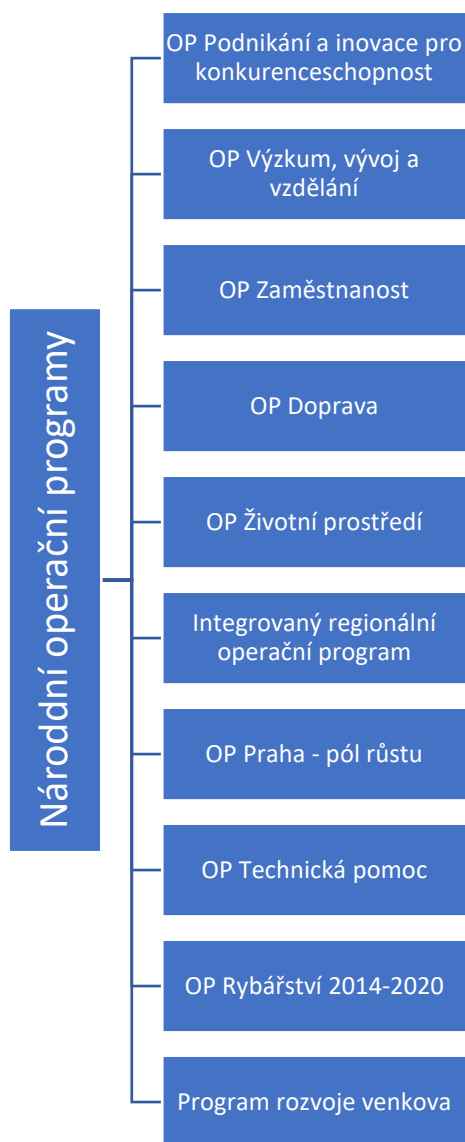 Národdní operační programy
OP Podnikání a inovace pro
konkurenceschopnost
OP Výzkum, vývoj a
vzdělání
OP Zaměstnanost
OP Doprava
OP Životní prostředí
Integrovaný regionální
operační program
OP Praha - pól růstu
OP Technická pomoc
OP Rybářství 2014-2020
Program rozvoje venkova